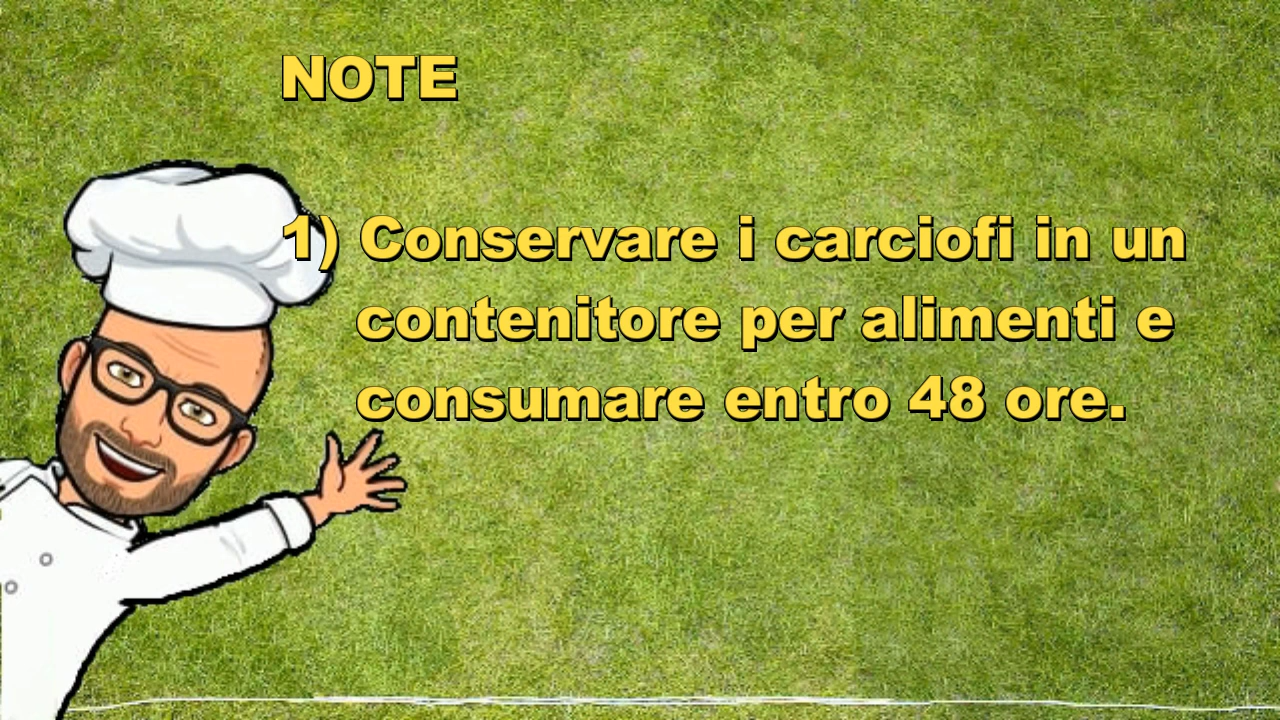 NOTE
1) Conservare i carciofi in un
contenitore per alimenti e
consumare entro 48 ore.